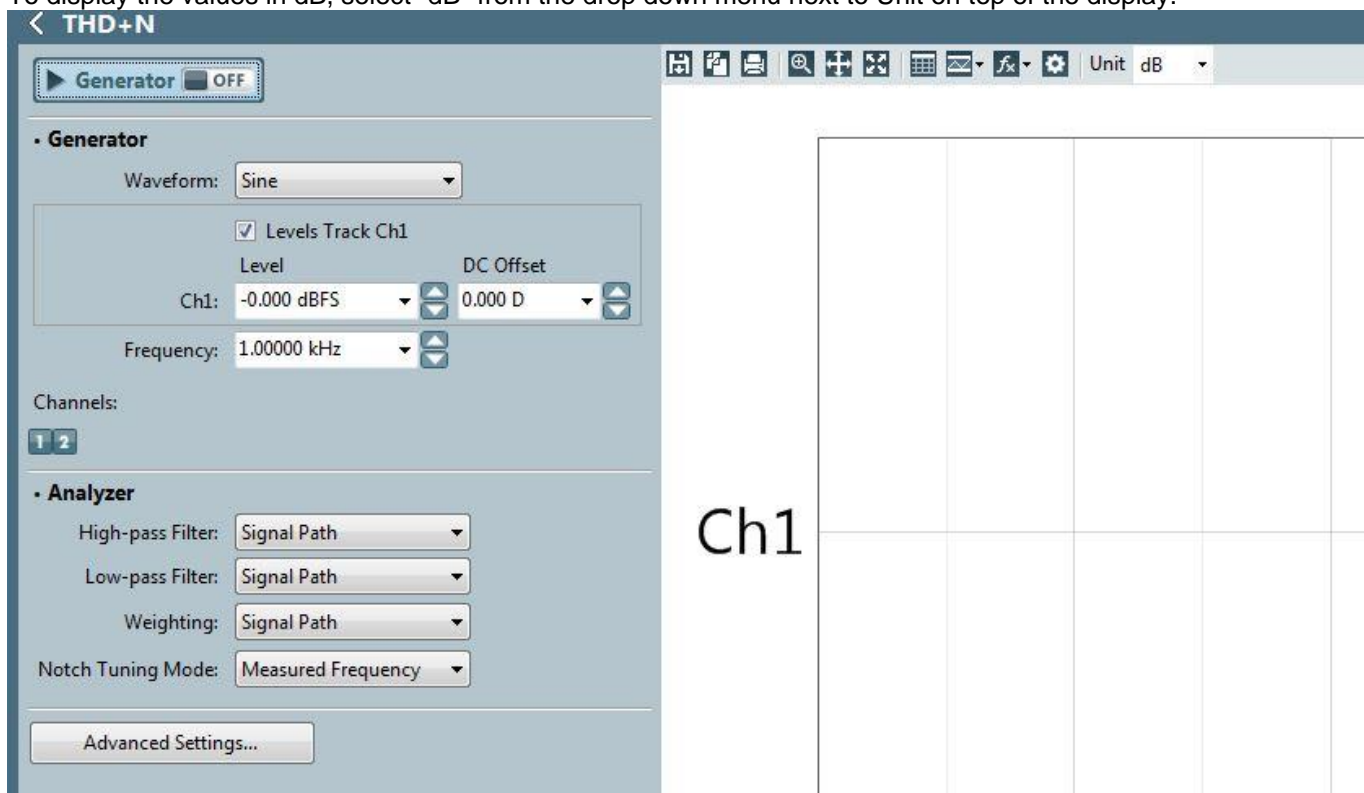 To display the values in dB, select "dB" from the drop down menu next to Unit on top of the display.
THD+N
Generator OFF
Unit dB
Generator
Waveform: Sine
Levels Track Ch1
Level DC Offset
Ch1: -0.000 dBFS 0.000 D
Frequency: 1.00000 kHz
Channels:
1 2
Analyzer
High-pass Filter: Signal Path
Low-pass Filter: Signal Path
Weighting: Signal Path
Notch Tuning Mode: Measured Frequency
Advanced Settings...
Ch1